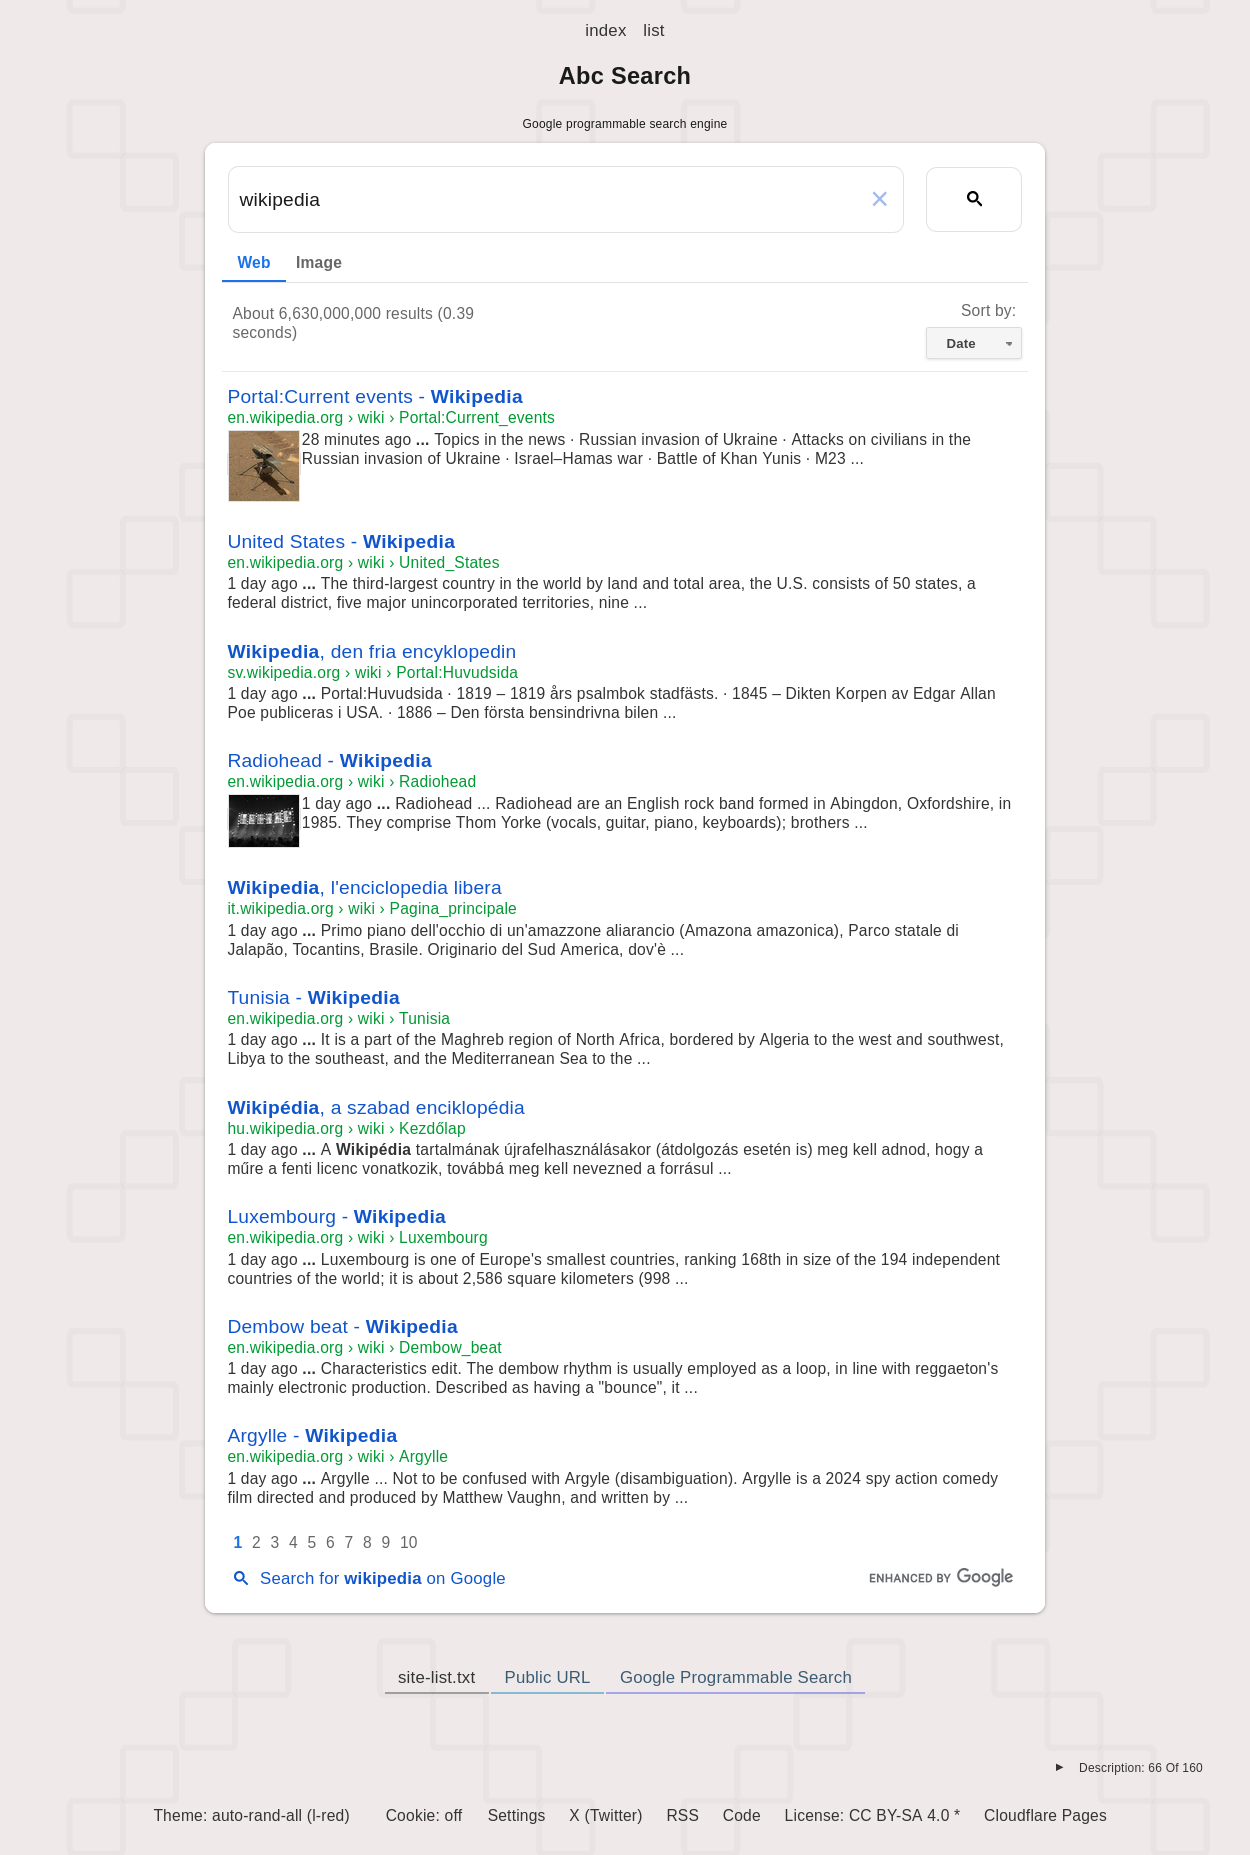 index list
Abc Search
Google programmable search engine
wikipedia
Web Image
About 6,630,000,000 results (0.39
seconds)
Sort by:
Date
Portal:Current events - Wikipedia
en.wikipedia.org › wiki › Portal:Current_events
28 minutes ago ... Topics in the news · Russian invasion of Ukraine · Attacks on civilians in the
Russian invasion of Ukraine · Israel–Hamas war · Battle of Khan Yunis · M23 ...
United States - Wikipedia
en.wikipedia.org › wiki › United_States
1 day ago ... The third-largest country in the world by land and total area, the U.S. consists of 50 states, a
federal district, five major unincorporated territories, nine ...
Wikipedia, den fria encyklopedin
sv.wikipedia.org › wiki › Portal:Huvudsida
1 day ago ... Portal:Huvudsida · 1819 – 1819 års psalmbok stadfästs. · 1845 – Dikten Korpen av Edgar Allan
Poe publiceras i USA. · 1886 – Den första bensindrivna bilen ...
Radiohead - Wikipedia
en.wikipedia.org › wiki › Radiohead
1 day ago ... Radiohead ... Radiohead are an English rock band formed in Abingdon, Oxfordshire, in
1985. They comprise Thom Yorke (vocals, guitar, piano, keyboards); brothers ...
Wikipedia, l'enciclopedia libera
it.wikipedia.org › wiki › Pagina_principale
1 day ago ... Primo piano dell'occhio di un'amazzone aliarancio (Amazona amazonica), Parco statale di
Jalapão, Tocantins, Brasile. Originario del Sud America, dov'è ...
Tunisia - Wikipedia
en.wikipedia.org › wiki › Tunisia
1 day ago ... It is a part of the Maghreb region of North Africa, bordered by Algeria to the west and southwest,
Libya to the southeast, and the Mediterranean Sea to the ...
Wikipédia, a szabad enciklopédia
hu.wikipedia.org › wiki › Kezdőlap
1 day ago ... A Wikipédia tartalmának újrafelhasználásakor (átdolgozás esetén is) meg kell adnod, hogy a
műre a fenti licenc vonatkozik, továbbá meg kell nevezned a forrásul ...
Luxembourg - Wikipedia
en.wikipedia.org › wiki › Luxembourg
1 day ago ... Luxembourg is one of Europe's smallest countries, ranking 168th in size of the 194 independent
countries of the world; it is about 2,586 square kilometers (998 ...
Dembow beat - Wikipedia
en.wikipedia.org › wiki › Dembow_beat
1 day ago ... Characteristics edit. The dembow rhythm is usually employed as a loop, in line with reggaeton's
mainly electronic production. Described as having a "bounce", it ...
Argylle - Wikipedia
en.wikipedia.org › wiki › Argylle
1 day ago ... Argylle ... Not to be confused with Argyle (disambiguation). Argylle is a 2024 spy action comedy
film directed and produced by Matthew Vaughn, and written by ...
1 2 3 4 5 6 7 8 9 10
Search for wikipedia on Google
ENHANCED BY Google
site-list.txt Public URL Google Programmable Search
Description: 66 Of 160
Theme: auto-rand-all (l-red) Cookie: off Settings X (Twitter) RSS Code License: CC BY-SA 4.0 * Cloudflare Pages